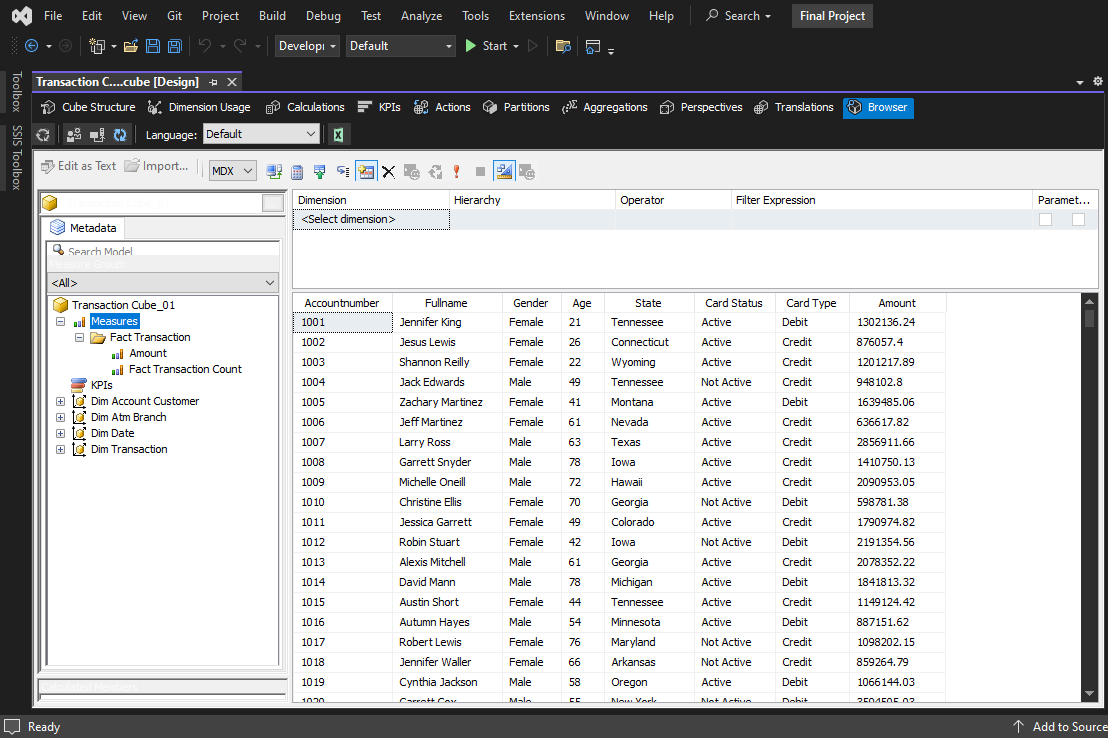 File Edit View Git Project Build Debug Test Analyze Tools Extensions Window Help Search Final Project
Develop Default Start
Toolbox
SSIS Toolbox
Transaction C....cube [Design]
Cube Structure Dimension Usage Calculations KPIs Actions Partitions Aggregations Perspectives Translations Browser
Language: Default
Edit as Text Import... MDX
Metadata
Search Model
<All>
Transaction Cube_01
Measures
Fact Transaction
Amount
Fact Transaction Count
KPIs
Dim Account Customer
Dim Atm Branch
Dim Date
Dim Transaction
Dimension Hierarchy Operator Filter Expression Paramet...
<Select dimension>
Accountnumber Fullname Gender Age State Card Status Card Type Amount
1001 Jennifer King Female 21 Tennessee Active Debit 1302136.24
1002 Jesus Lewis Female 26 Connecticut Active Credit 876057.4
1003 Shannon Reilly Female 22 Wyoming Active Credit 1201217.89
1004 Jack Edwards Male 49 Tennessee Not Active Credit 948102.8
1005 Zachary Martinez Female 41 Montana Active Debit 1639485.06
1006 Jeff Martinez Female 61 Nevada Active Credit 636617.82
1007 Larry Ross Male 63 Texas Active Credit 2856911.66
1008 Garrett Snyder Male 78 Iowa Active Credit 1410750.13
1009 Michelle Oneill Male 72 Hawaii Active Credit 2090953.05
1010 Christine Ellis Female 70 Georgia Not Active Debit 598781.38
1011 Jessica Garrett Female 49 Colorado Active Credit 1790974.82
1012 Robin Stuart Female 42 Iowa Not Active Debit 2191354.56
1013 Alexis Mitchell Male 61 Georgia Active Credit 2078352.22
1014 David Mann Male 78 Michigan Active Debit 1841813.32
1015 Austin Short Female 44 Tennessee Active Credit 1149124.42
1016 Autumn Hayes Male 54 Minnesota Active Debit 887151.62
1017 Robert Lewis Female 76 Maryland Not Active Credit 1098202.15
1018 Jennifer Waller Female 66 Arkansas Not Active Credit 859264.79
1019 Cynthia Jackson Male 58 Oregon Active Debit 1066144.03
1020 Garrett Cox Male 55 New York Not Active Debit
Ready
Add to Source